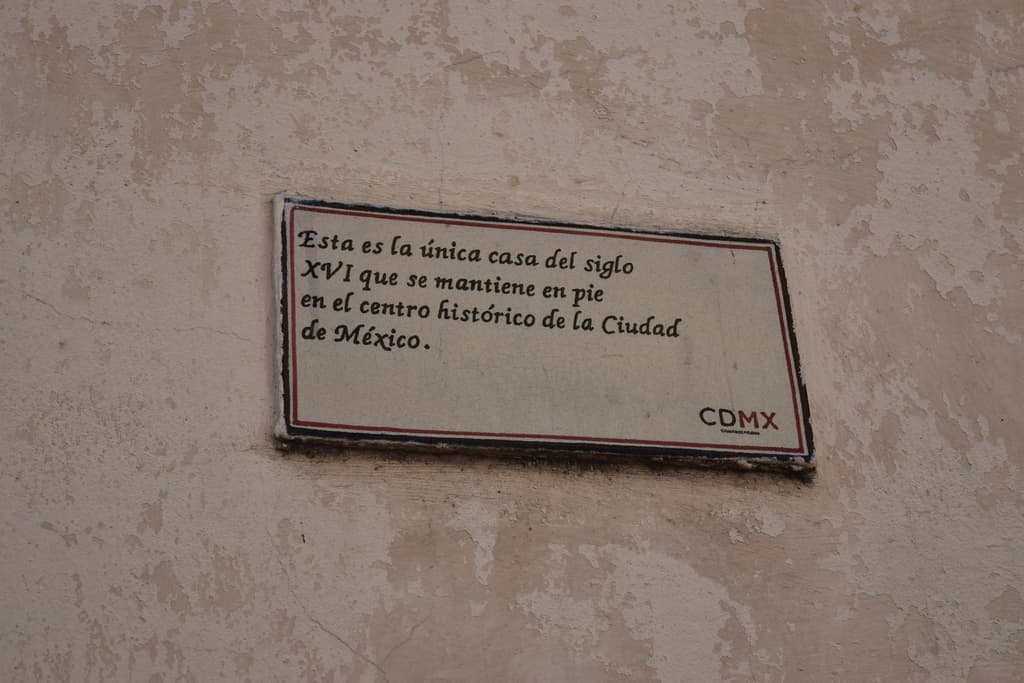 Esta es la única casa del siglo
XVI que se mantiene en pie
en el centro histórico de la Ciudad
de México.
CDMX